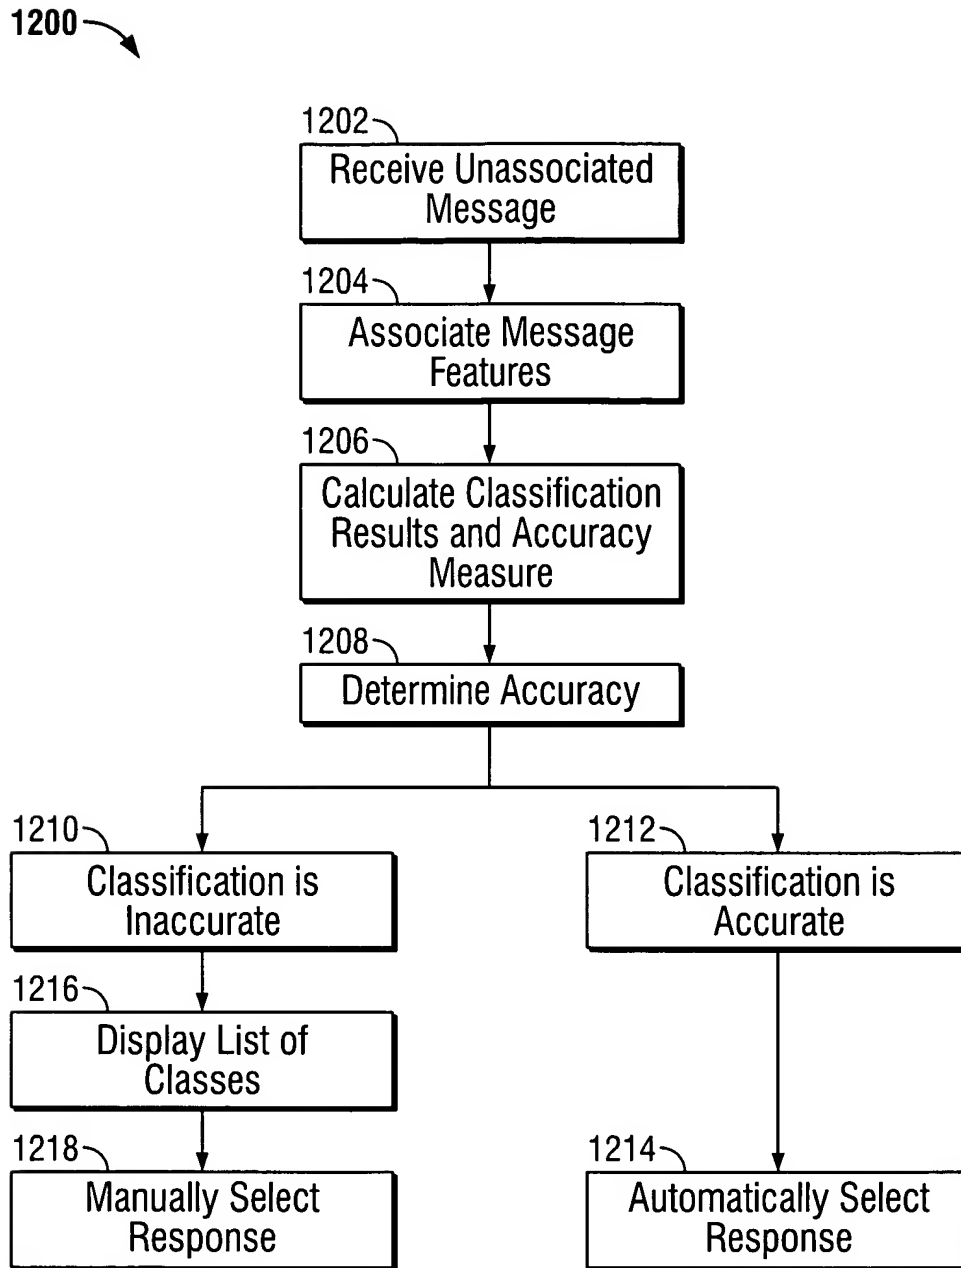 1200
1202
Receive Unassociated
Message
1204
Associate Message
Features
1206
Calculate Classification
Results and Accuracy
Measure
1208
Determine Accuracy
1210
Classification is
Inaccurate
1212
Classification is
Accurate
1216
Display List of
Classes
1218
Manually Select
Response
1214
Automatically Select
Response